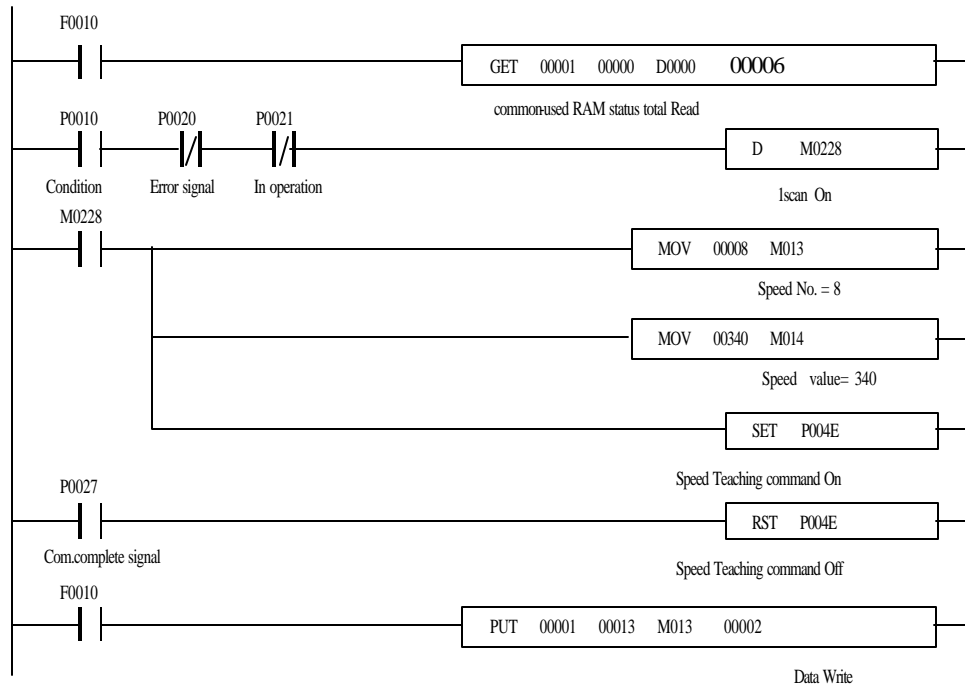 F0010
GET 00001 00000 D0000 00006
common-used RAM status total Read
P0010 P0020 P0021
D M0228
Condition Error signal In operation
1scan On
M0228
MOV 00008 M013
Speed No. = 8
MOV 00340 M014
Speed value= 340
SET P004E
Speed Teaching command On
P0027
RST P004E
Com.complete signal
Speed Teaching command Off
F0010
PUT 00001 00013 M013 00002
Data Write